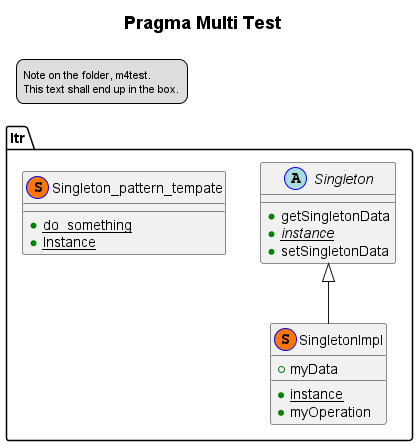 Pragma Multi Test
Note on the folder, m4test.
This text shall end up in the box.
ltr
S Singleton_pattern_tempate
do_something
Instance
A Singleton
getSingletonData
instance
setSingletonData
S SingletonImpl
myData
instance
myOperation